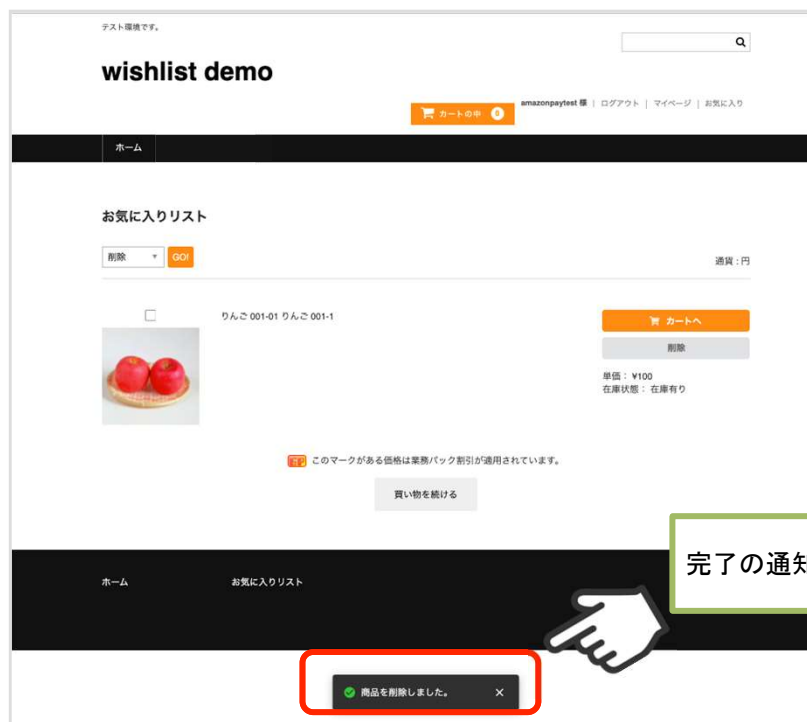 テスト環境です。
wishlist demo
カートの中 0
amazonpaytest 様 | ログアウト | マイページ | お気に入り
ホーム
お気に入りリスト
削除 ▼ GO!
通貨 : 円
りんご 001-01 りんご 001-1
カートへ
削除
単価： ¥100
在庫状態： 在庫有り
このマークがある価格は業務パック割引が適用されています。
買い物を続ける
完了の通知
ホーム お気に入りリスト
商品を削除しました。 ×